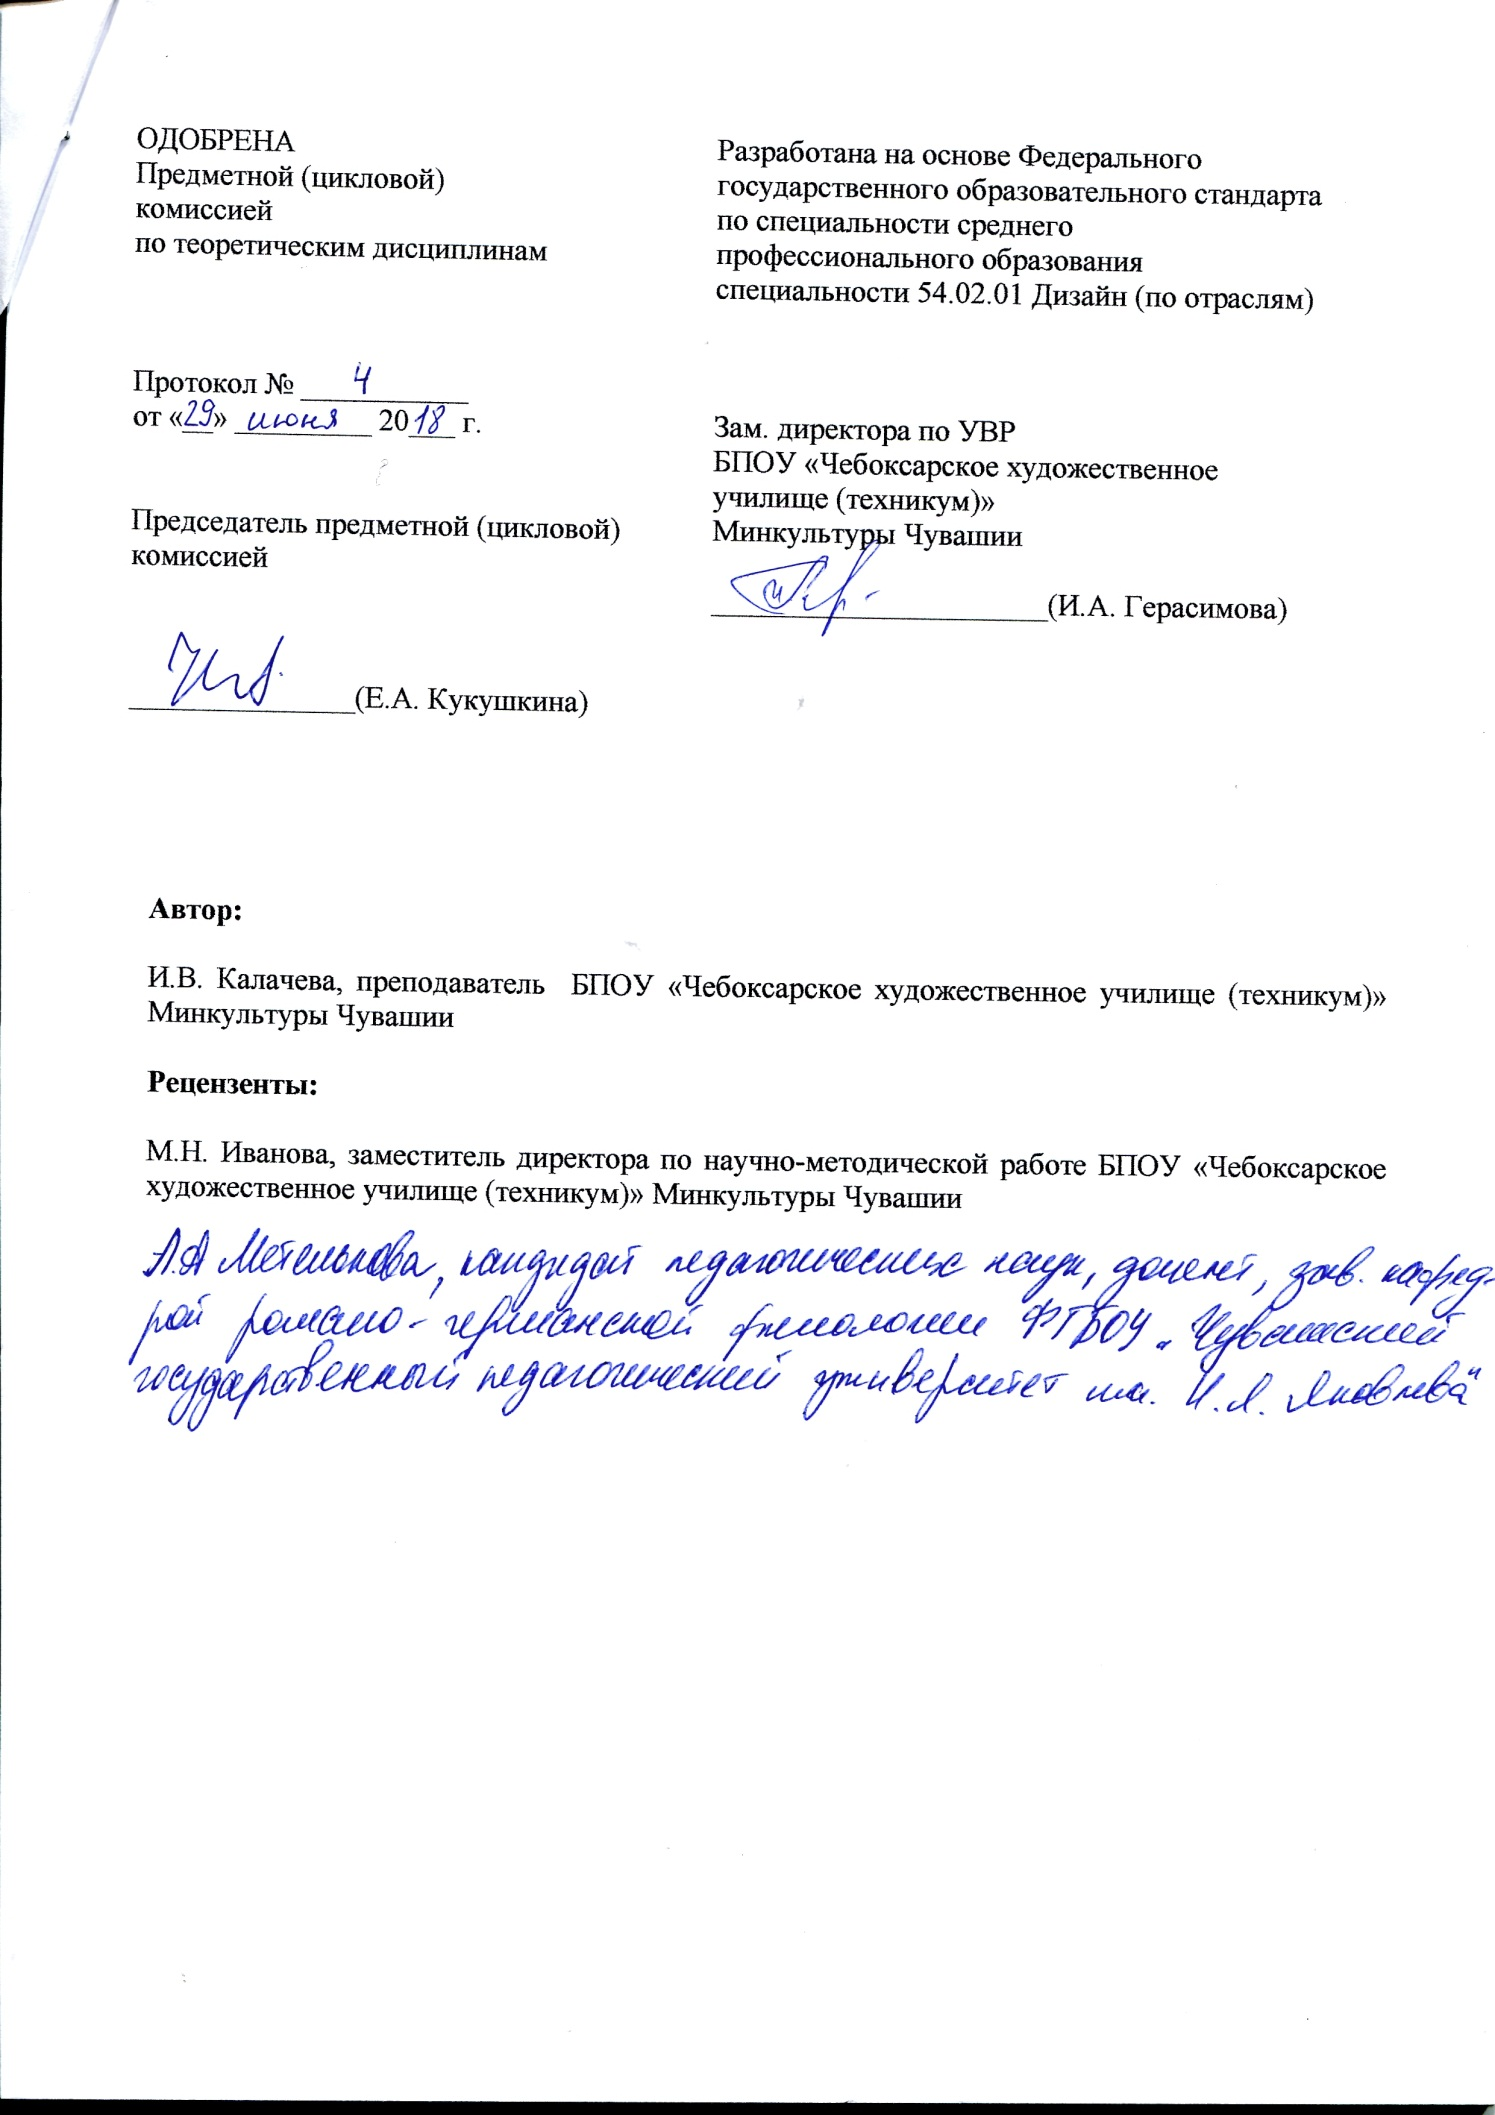 ОДОБРЕНА
Предметной (цикловой)
комиссией
по теоретическим дисциплинам
Протокол № 4
от «29» июня 2018 г.
Председатель предметной (цикловой)
комиссией
(Е.А. Кукушкина)
Разработана на основе Федерального
государственного образовательного стандарта
по специальности среднего
профессионального образования
специальности 54.02.01 Дизайн (по отраслям)
Зам. директора по УВР
БПОУ «Чебоксарское художественное
училище (техникум)»
Минкультуры Чувашии
(И.А. Герасимова)
Автор:
И.В. Калачева, преподаватель БПОУ «Чебоксарское художественное училище (техникум)»
Минкультуры Чувашии
Рецензенты:
М.Н. Иванова, заместитель директора по научно-методической работе БПОУ «Чебоксарское
художественное училище (техникум)» Минкультуры Чувашии
Метелькова, кандидат педагогических наук, доцент, зав. кафед-
рой романо-германской филологии ФГБОУ „Чувашский
государственный педагогический университет им. И.Я. Яковлева“